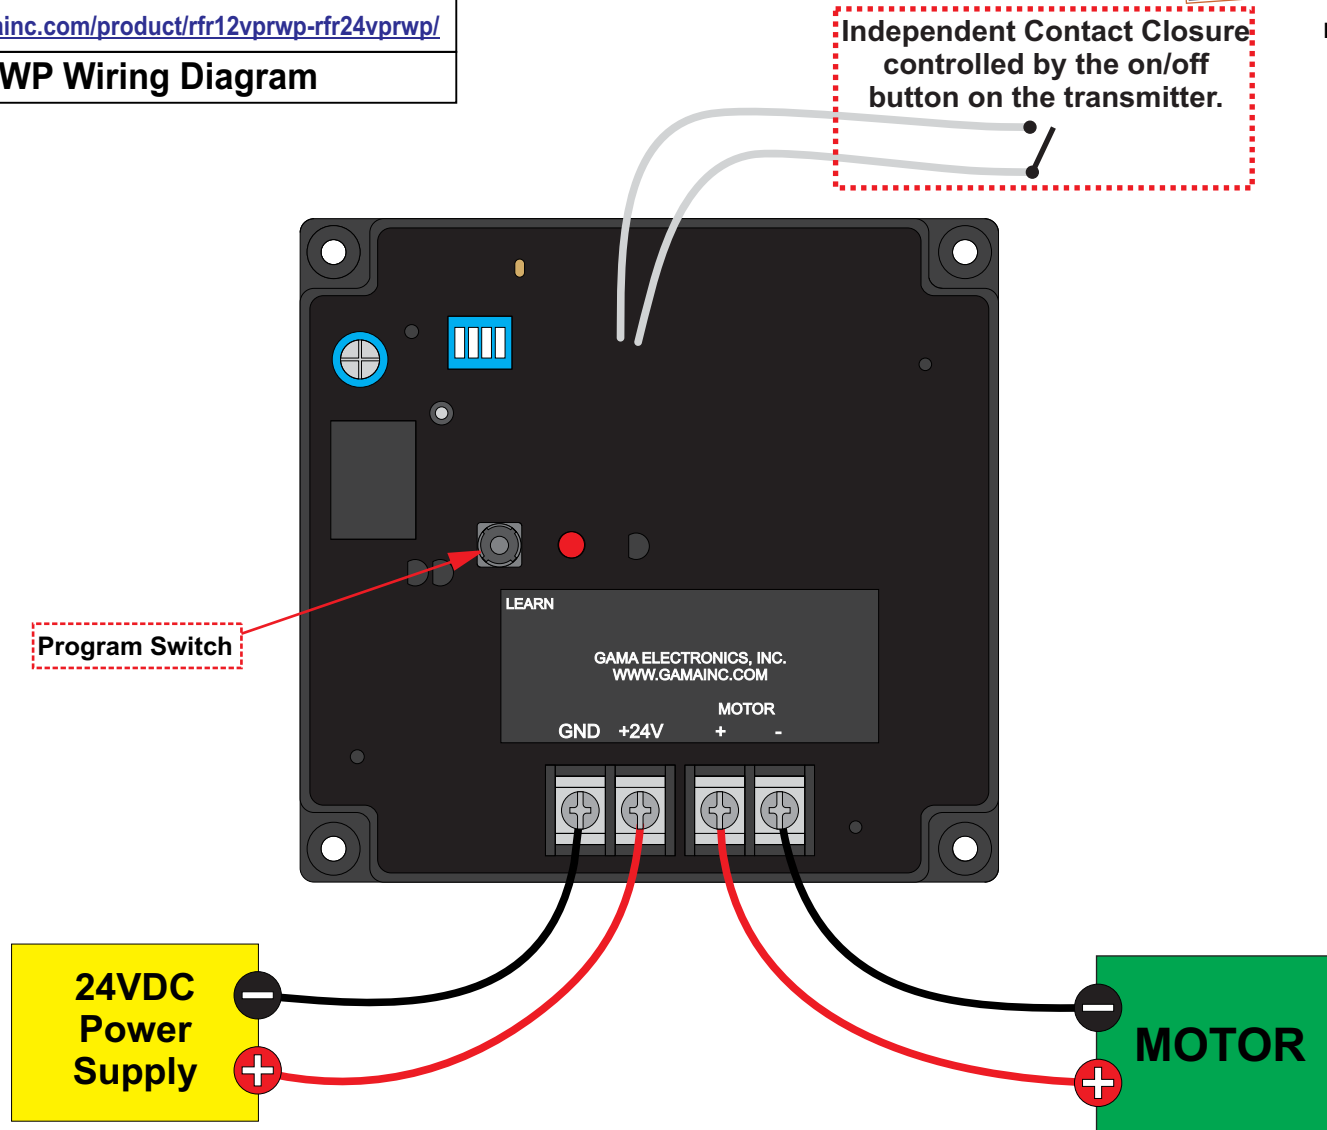 ainc.com/product/rfr12vprwp-rfr24vprwp/
WP Wiring Diagram
Independent Contact Closure
controlled by the on/off
button on the transmitter.
Program Switch
LEARN
GAMA ELECTRONICS, INC.
WWW.GAMAINC.COM
MOTOR
GND +24V + -
24VDC
Power
Supply
MOTOR